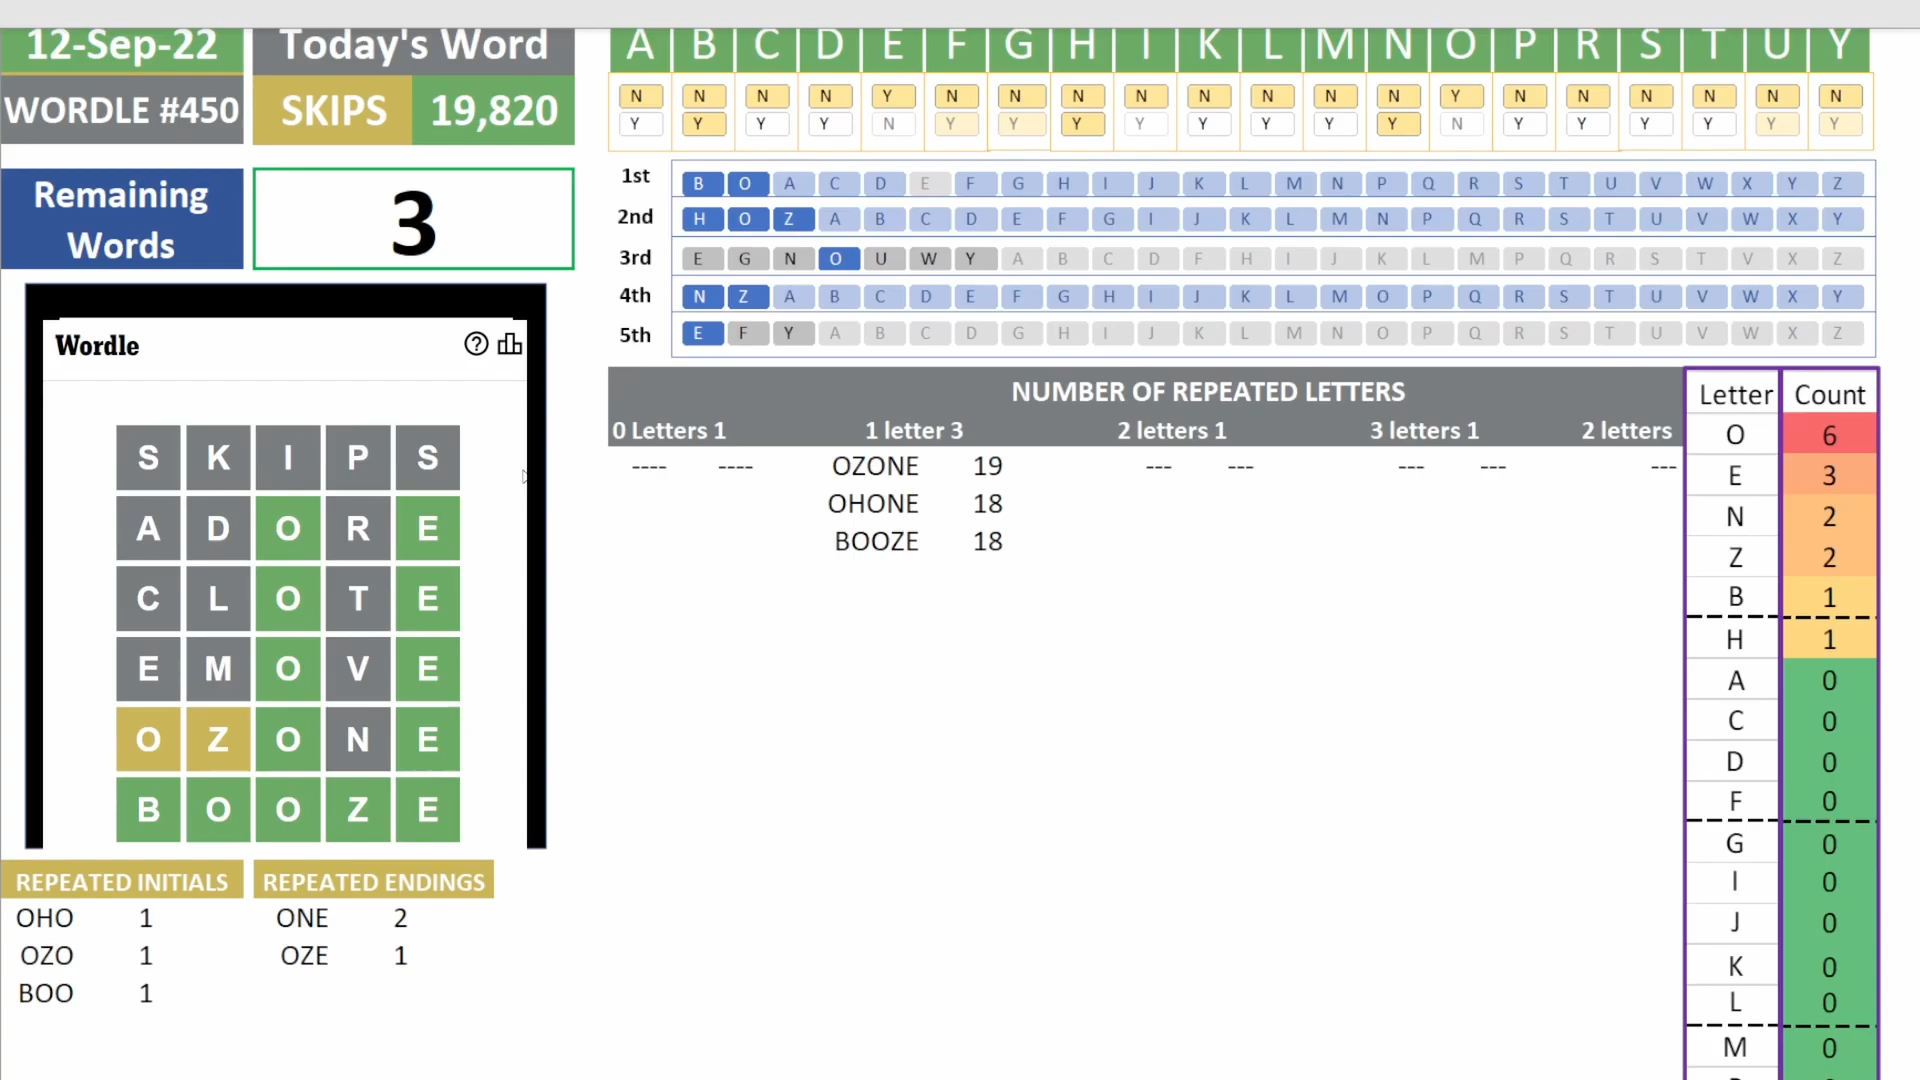 12-Sep-22 Today's Word
WORDLE #450 SKIPS 19,820
Remaining Words 3
A B C D E F G H I K L M N O P R S T U Y
N N N N Y N N N N N N N N Y N N N N N N
Y Y Y Y N Y Y Y Y Y Y Y Y N Y Y Y Y Y Y
1st B O A C D E F G H I J K L M N P Q R S T U V W X Y Z
2nd H O Z A B C D E F G I J K L M N P Q R S T U V W X Y
3rd E G N O U W Y A B C D F H I J K L M P Q R S T V X Z
4th N Z A B C D E F G H I J K L M O P Q R S T U V W X Y
5th E F Y A B C D G H I J K L M N O P Q R S T U V W X Z
Wordle ?
S K I P S
A D O R E
C L O T E
E M O V E
O Z O N E
B O O Z E
REPEATED INITIALS REPEATED ENDINGS
OHO 1 ONE 2
OZO 1 OZE 1
BOO 1
NUMBER OF REPEATED LETTERS
0 Letters 1 1 letter 3 2 letters 1 3 letters 1 2 letters
---- ---- OZONE 19 --- --- --- --- ---
OHONE 18
BOOZE 18
Letter Count
O 6
E 3
N 2
Z 2
B 1
H 1
A 0
C 0
D 0
F 0
G 0
I 0
J 0
K 0
L 0
M 0